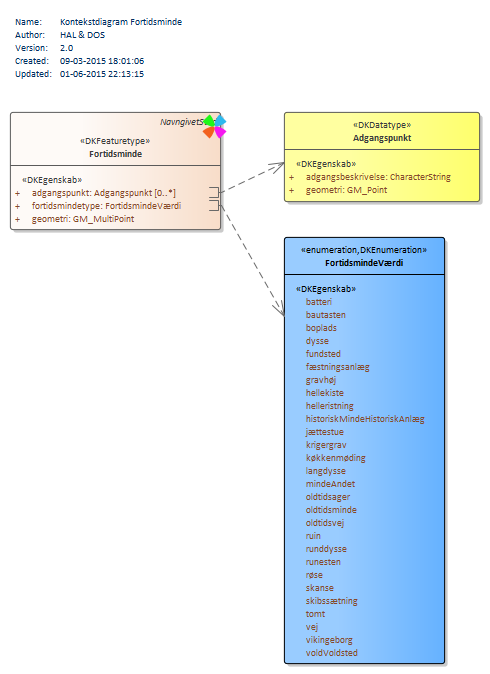 Name: Kontekstdiagram Fortidsminde
Author: HAL & DOS
Version: 2.0
Created: 09-03-2015 18:01:06
Updated: 01-06-2015 22:13:15
«DKFeaturetype»
Fortidsminde
«DKEgenskab»
+ adgangspunkt: Adgangspunkt [0..*]
+ fortidsmindetype: FortidsmindeVærdi
+ geometri: GM_MultiPoint
«DKDatatype»
Adgangspunkt
«DKEgenskab»
+ adgangsbeskrivelse: CharacterString
+ geometri: GM_Point
«enumeration,DKEnumeration»
FortidsmindeVærdi
«DKEgenskab»
batteri
bautasten
boplads
dysse
fundsted
fæstningsanlæg
gravhøj
hellekiste
helleristning
historiskMindeHistoriskAnlæg
jættestue
krigergrav
køkkenmøding
langdysse
mindeAndet
oldtidsager
oldtidsminde
oldtidsvej
ruin
runddysse
runesten
røse
skanse
skibssætning
tomt
vej
vikingeborg
voldVoldsted